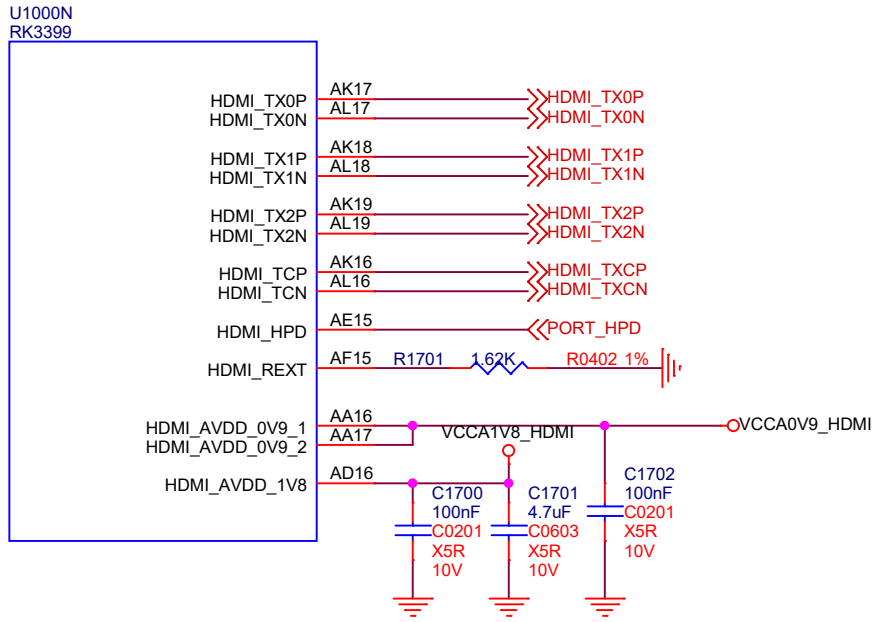 U1000N
RK3399
HDMI_TX0P AK17 HDMI_TX0P
HDMI_TX0N AL17 HDMI_TX0N
HDMI_TX1P AK18 HDMI_TX1P
HDMI_TX1N AL18 HDMI_TX1N
HDMI_TX2P AK19 HDMI_TX2P
HDMI_TX2N AL19 HDMI_TX2N
HDMI_TCP AK16 HDMI_TXCP
HDMI_TCN AL16 HDMI_TXCN
HDMI_HPD AE15 PORT_HPD
HDMI_REXT AF15 R1701 1.62K R0402 1%
HDMI_AVDD_0V9_1 AA16 VCCA0V9_HDMI
HDMI_AVDD_0V9_2 AA17 VCCA1V8_HDMI
HDMI_AVDD_1V8 AD16
C1700
100nF
C0201
X5R
10V
C1701
4.7uF
C0603
X5R
10V
C1702
100nF
C0201
X5R
10V